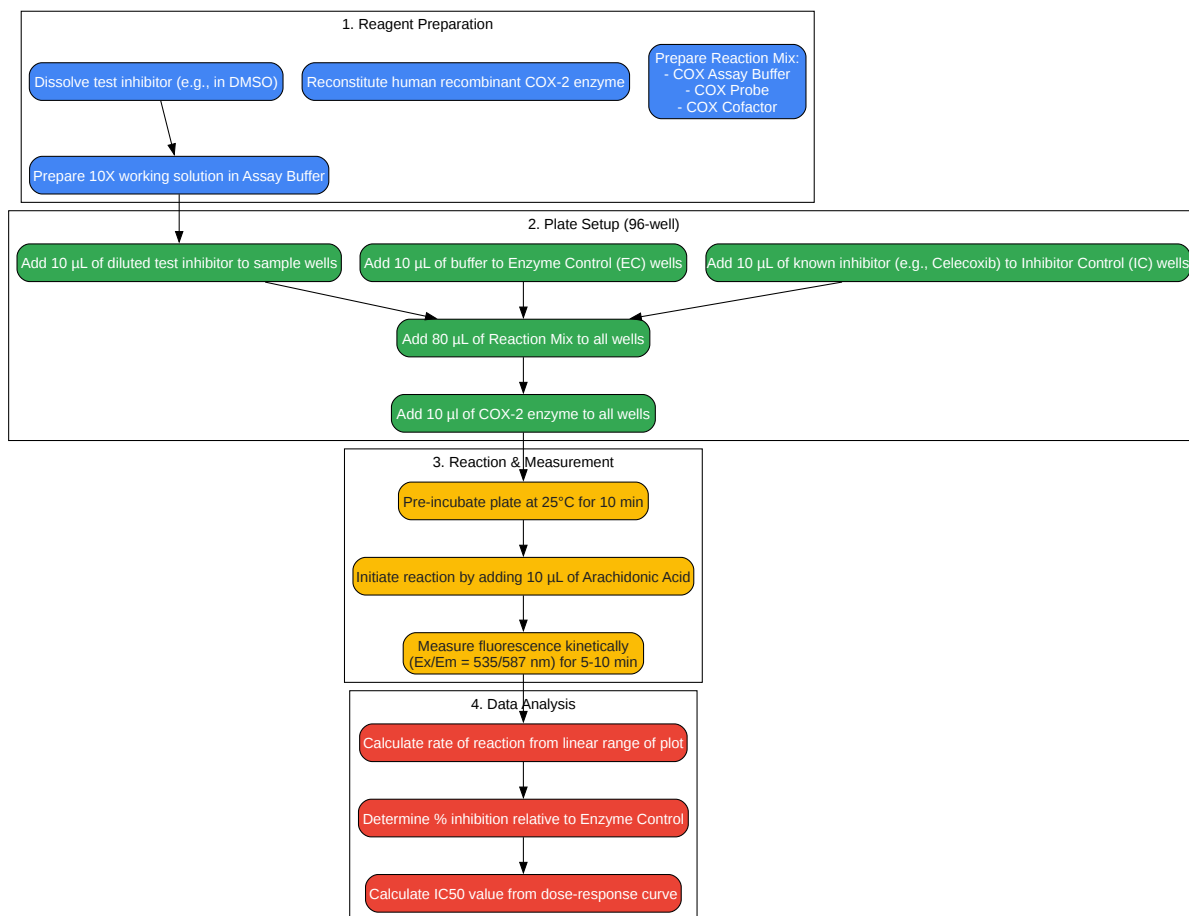 1. Reagent Preparation
Dissolve test inhibitor (e.g., in DMSO)
Reconstitute human recombinant COX-2 enzyme
Prepare Reaction Mix:
- COX Assay Buffer
- COX Probe
- COX Cofactor
Prepare 10X working solution in Assay Buffer
2. Plate Setup (96-well)
Add 10 µL of diluted test inhibitor to sample wells
Add 10 µL of buffer to Enzyme Control (EC) wells
Add 10 µL of known inhibitor (e.g., Celecoxib) to Inhibitor Control (IC) wells
Add 80 µL of Reaction Mix to all wells
Add 10 µl of COX-2 enzyme to all wells
3. Reaction & Measurement
Pre-incubate plate at 25°C for 10 min
Initiate reaction by adding 10 µL of Arachidonic Acid
Measure fluorescence kinetically
(Ex/Em = 535/587 nm) for 5-10 min
4. Data Analysis
Calculate rate of reaction from linear range of plot
Determine % inhibition relative to Enzyme Control
Calculate IC50 value from dose-response curve